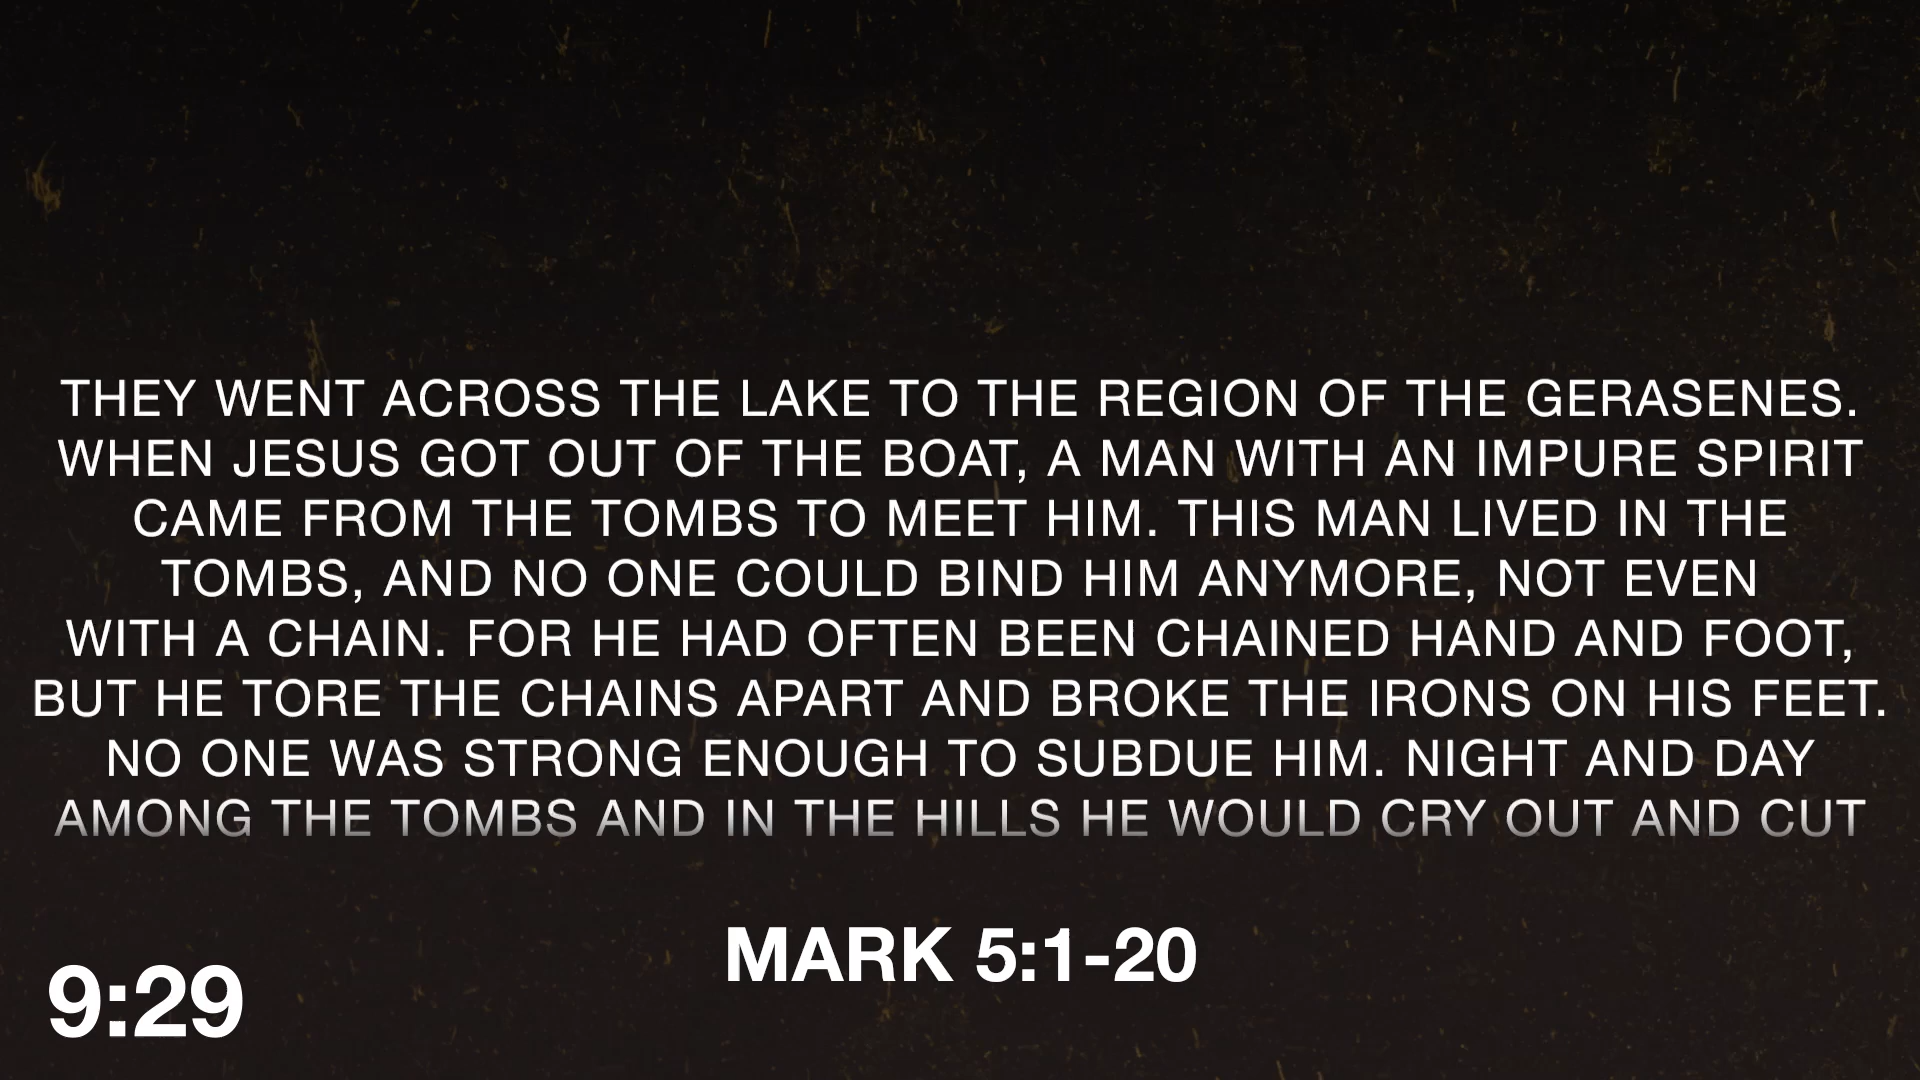 THEY WENT ACROSS THE LAKE TO THE REGION OF THE GERASENES.
WHEN JESUS GOT OUT OF THE BOAT, A MAN WITH AN IMPURE SPIRIT
CAME FROM THE TOMBS TO MEET HIM. THIS MAN LIVED IN THE
TOMBS, AND NO ONE COULD BIND HIM ANYMORE, NOT EVEN
WITH A CHAIN. FOR HE HAD OFTEN BEEN CHAINED HAND AND FOOT,
BUT HE TORE THE CHAINS APART AND BROKE THE IRONS ON HIS FEET.
NO ONE WAS STRONG ENOUGH TO SUBDUE HIM. NIGHT AND DAY
AMONG THE TOMBS AND IN THE HILLS HE WOULD CRY OUT AND CUT
MARK 5:1-20
9:29